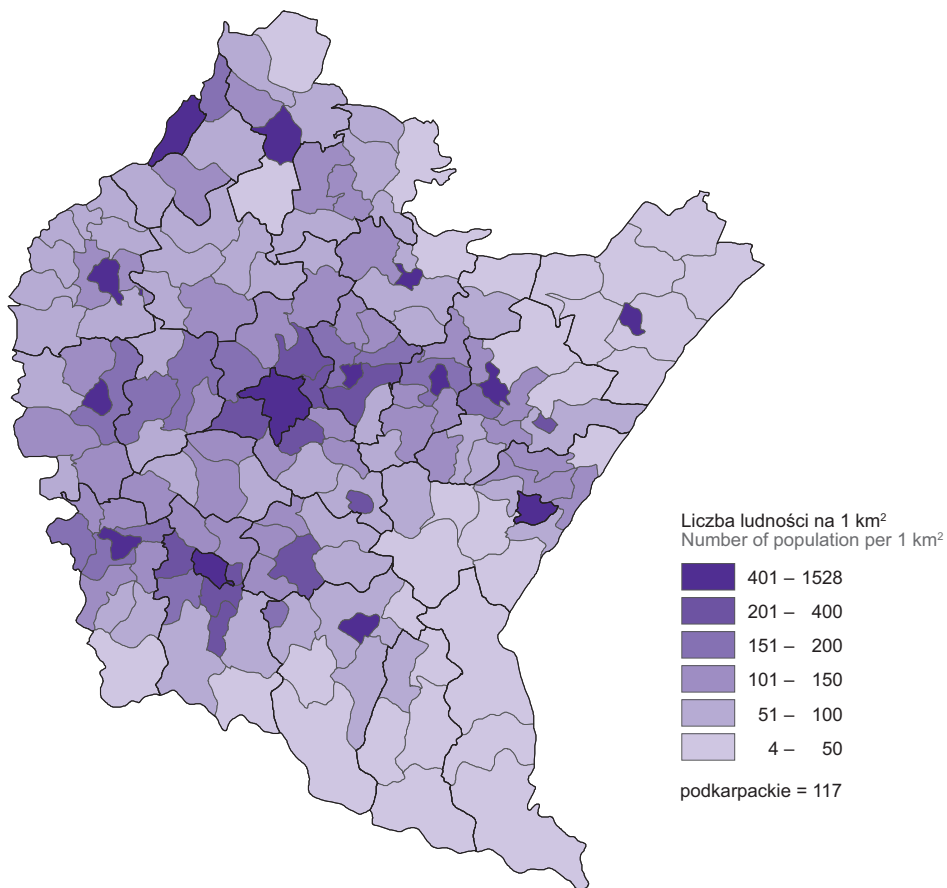 Liczba ludności na 1 km²
Number of population per 1 km²
401 – 1528
201 – 400
151 – 200
101 – 150
51 – 100
4 – 50
podkarpackie = 117